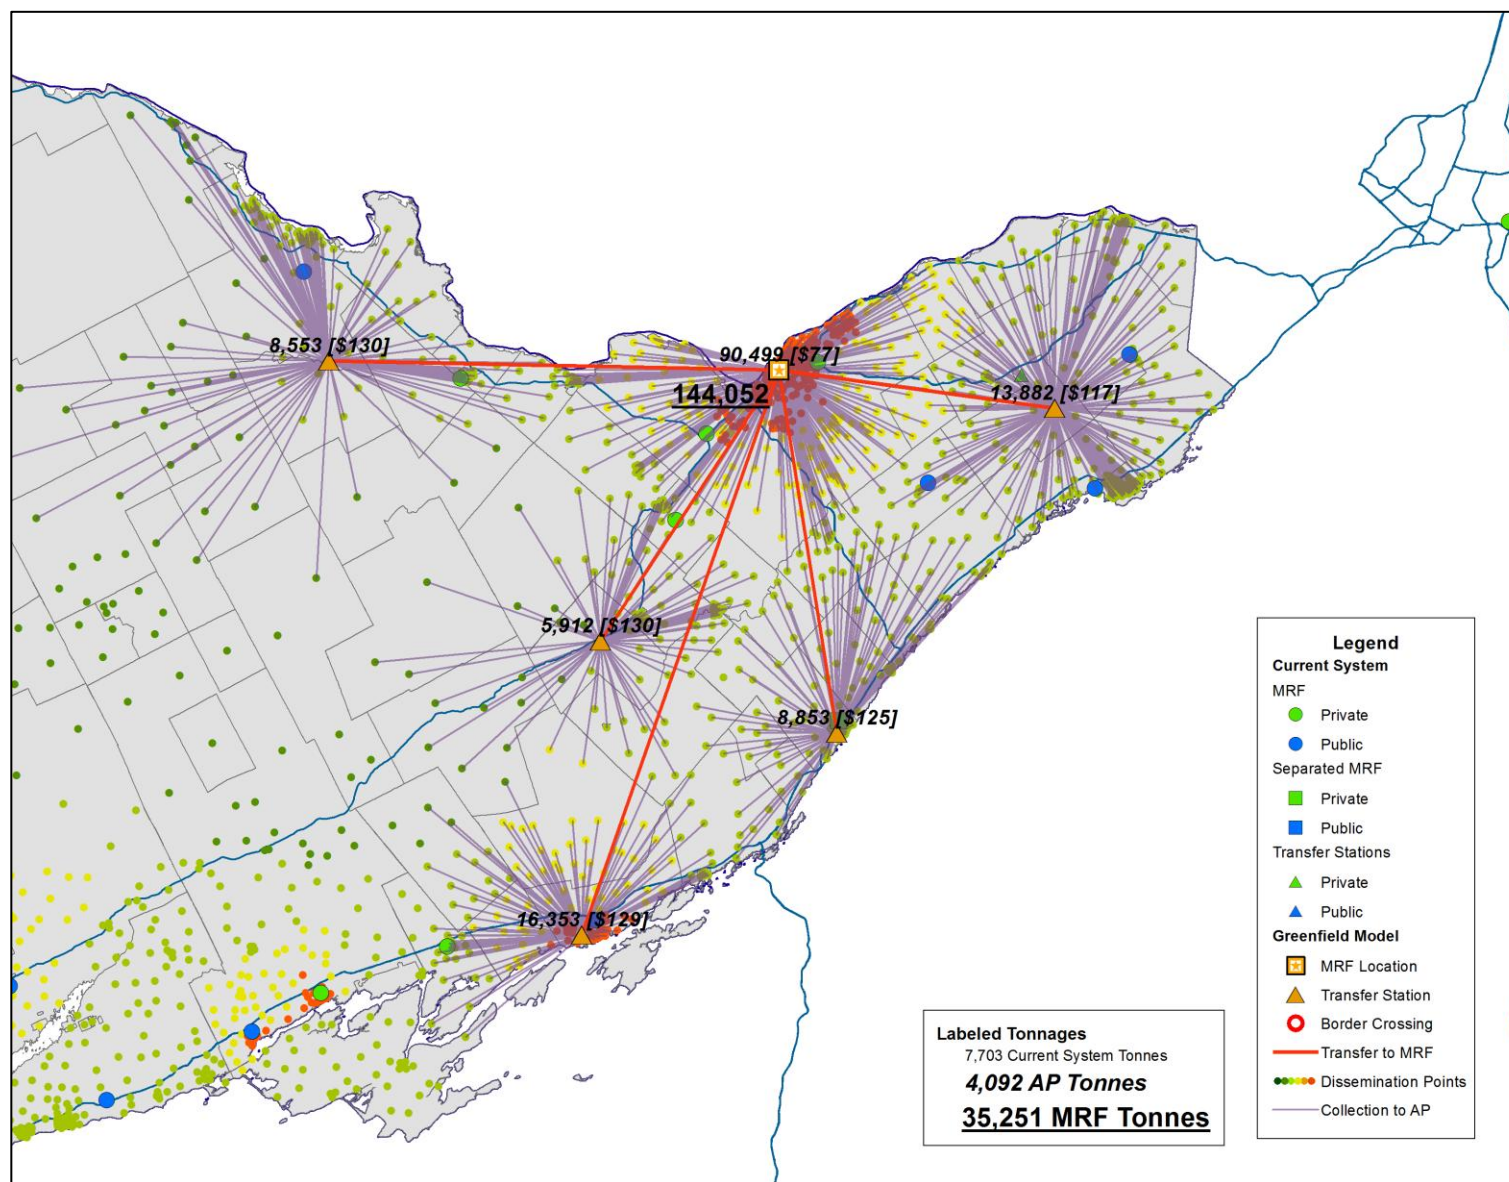 8,553 [$130]
90,499 [$77]
144,052
13,882 [$117]
5,912 [$130]
8,853 [$125]
16,353 [$129]
Legend
Current System
MRF
Private
Public
Separated MRF
Private
Public
Transfer Stations
Private
Public
Greenfield Model
MRF Location
Transfer Station
Border Crossing
Transfer to MRF
Dissemination Points
Collection to AP
Labeled Tonnages
7,703 Current System Tonnes
4,092 AP Tonnes
35,251 MRF Tonnes